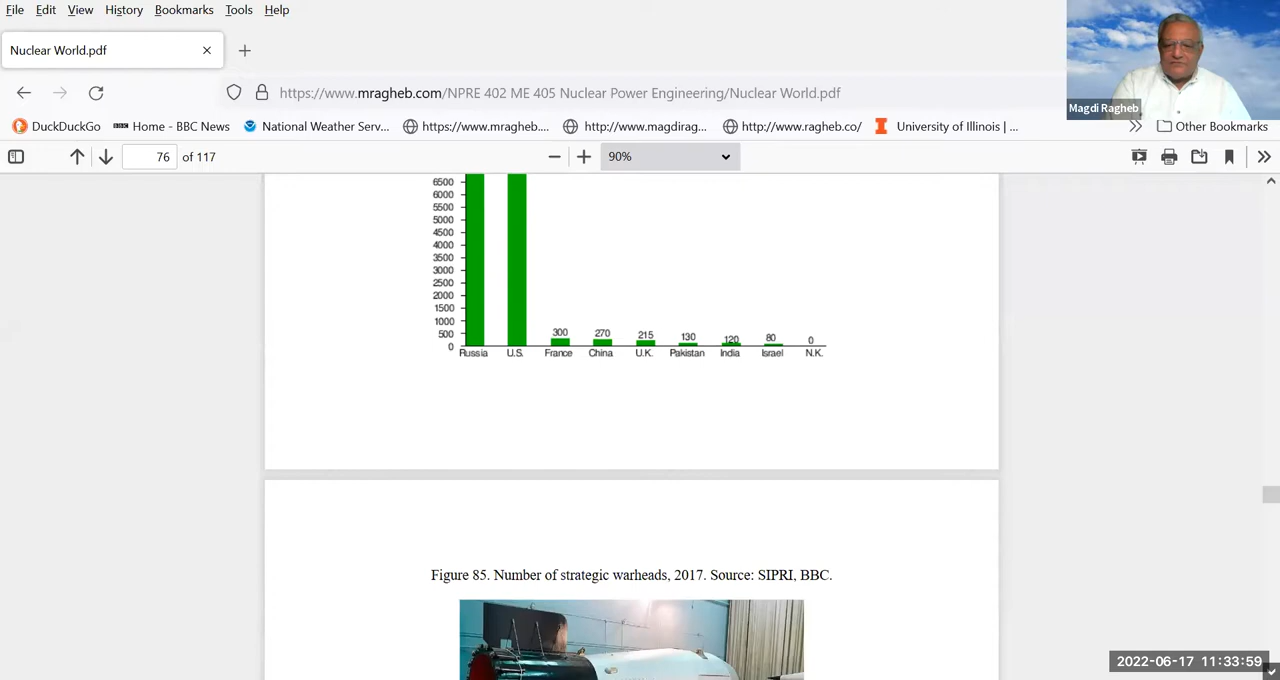 File Edit View History Bookmarks Tools Help
Nuclear World.pdf
https://www.mragheb.com/NPRE 402 ME 405 Nuclear Power Engineering/Nuclear World.pdf
Magdi Ragheb
DuckDuckGo Home - BBC News National Weather Serv... https://www.mragheb.... http://www.magdirag... http://www.ragheb.co/ University of Illinois | ... Other Bookmarks
76 of 117 90%
6500
6000
5500
5000
4500
4000
3500
3000
2500
2000
1500
1000
500
0
300 270 215 130 120 80 0
Russia U.S. France China U.K. Pakistan India Israel N.K.
Figure 85. Number of strategic warheads, 2017. Source: SIPRI, BBC.
2022-06-17 11:33:59